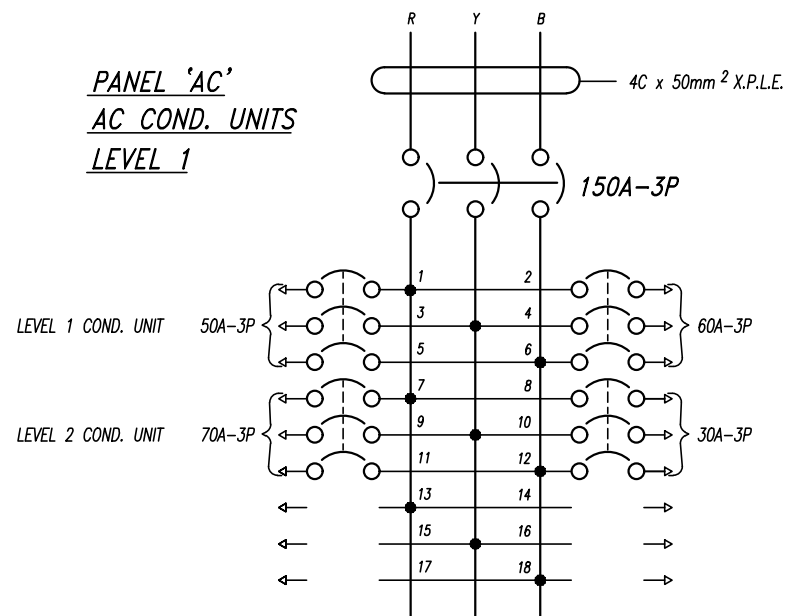 R Y B
4C x 50mm 2 X.P.L.E.
PANEL 'AC'
AC COND. UNITS
LEVEL 1
150A-3P
1 2
3 4
LEVEL 1 COND. UNIT 50A-3P 60A-3P
5 6
7 8
9 10
LEVEL 2 COND. UNIT 70A-3P 30A-3P
11 12
13 14
15 16
17 18